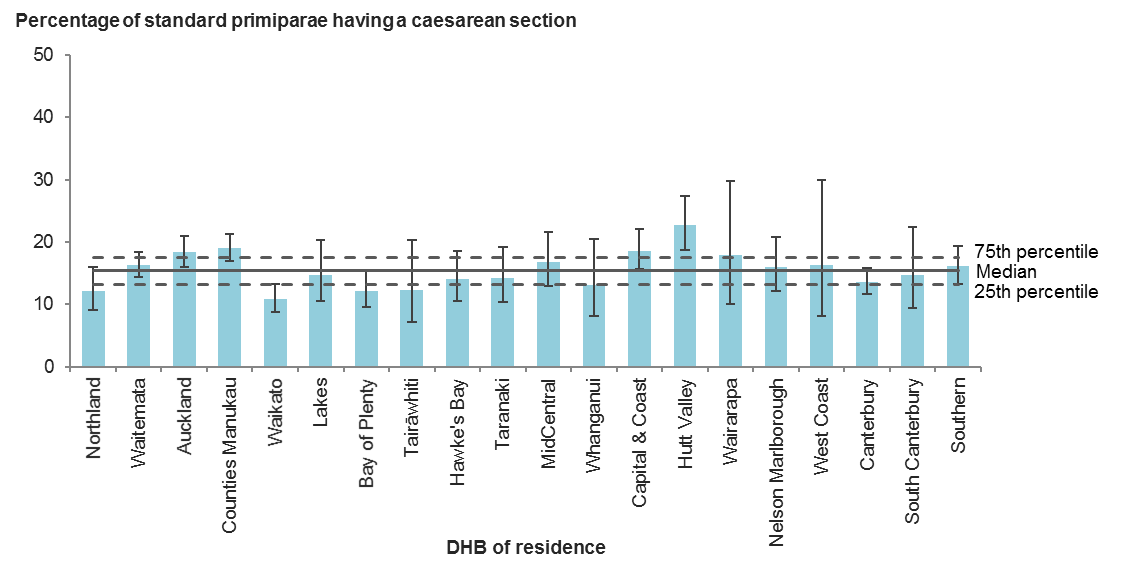 Percentage of standard primiparae having a caesarean section
50
40
30
20
10
0
75th percentile
Median
25th percentile
Northland
Waitemata
Auckland
Counties Manukau
Waikato
Lakes
Bay of Plenty
Tairāwhiti
Hawke's Bay
Taranaki
MidCentral
Whanganui
Capital & Coast
Hutt Valley
Wairarapa
Nelson Marlborough
West Coast
Canterbury
South Canterbury
Southern
DHB of residence